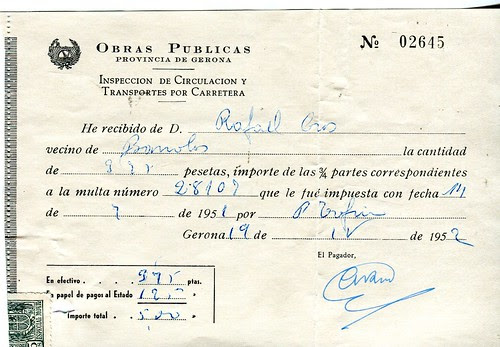 OBRAS PUBLICAS
PROVINCIA DE GERONA
Nº 02645
INSPECCION DE CIRCULACION Y
TRANSPORTES POR CARRETERA
He recibido de D. Rafael Oros
vecino de Bañolas la cantidad
de pesetas, importe de las ¾ partes correspondientes
a la multa número 28107 que le fué impuesta con fecha 14
de 7 de 1951 por
Gerona 19 de IV de 1952
El Pagador,
En efectivo . . . . 375 ptas.
En papel de pagos al Estado 125 »
Importe total . . 500 »